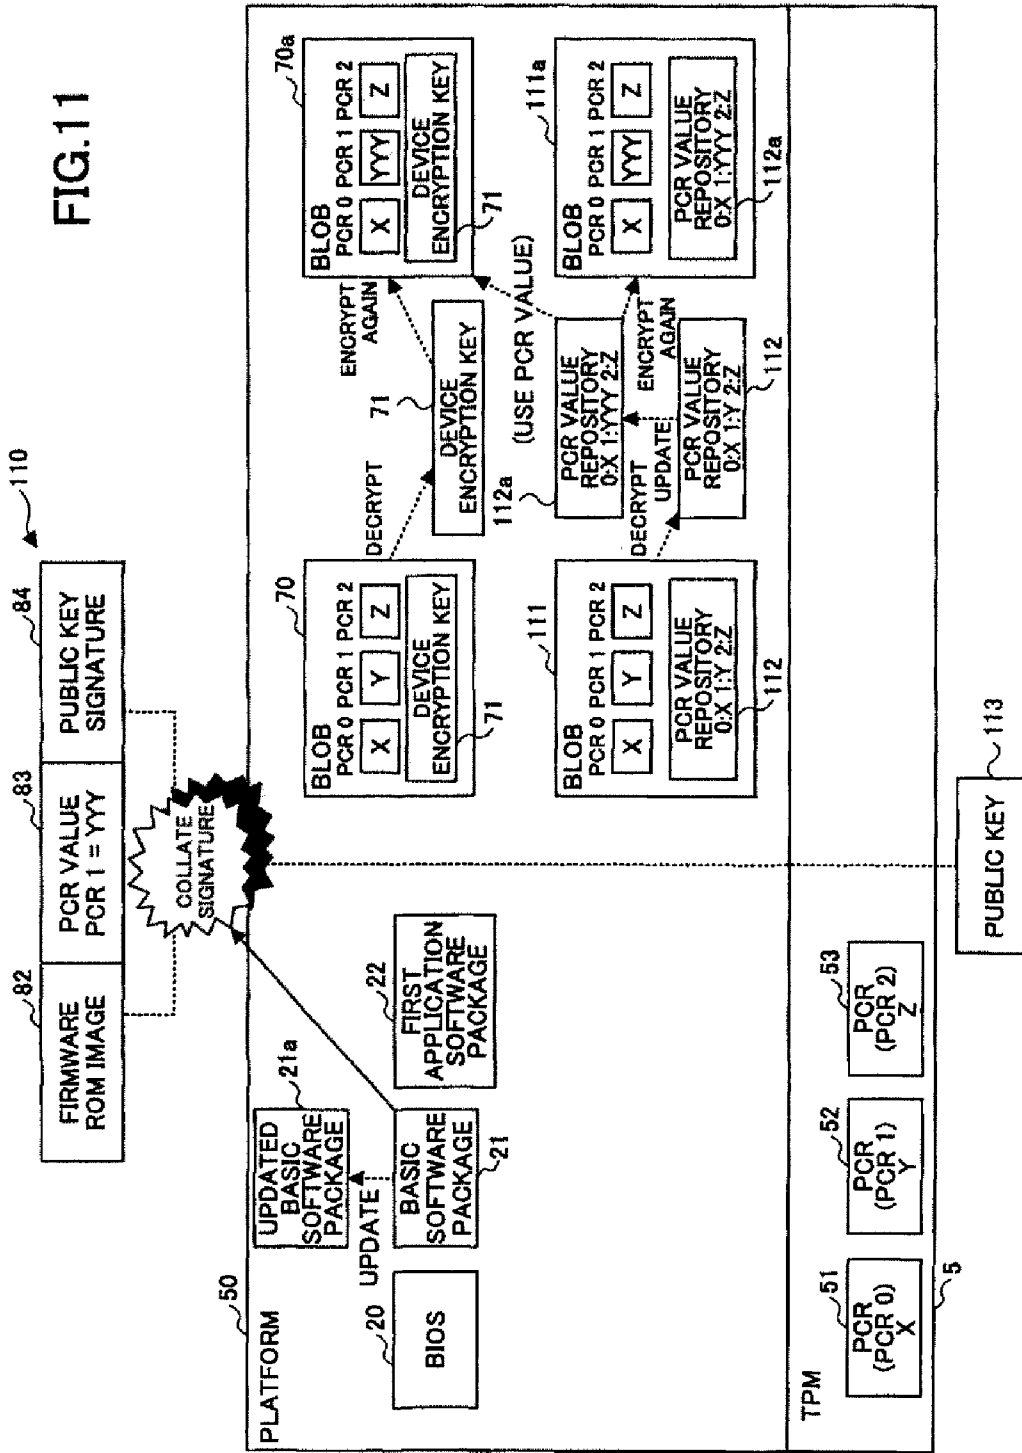 FIG.11
110
82
FIRMWARE
ROM IMAGE
83
PCR VALUE
PCR 1 = YYY
84
PUBLIC KEY
SIGNATURE
COLLATE
SIGNATURE
50
PLATFORM
20
BIOS
UPDATE
21a
UPDATED
BASIC
SOFTWARE
PACKAGE
BASIC
SOFTWARE
PACKAGE
21
22
FIRST
APPLICATION
SOFTWARE
PACKAGE
70
BLOB
PCR 0 PCR 1 PCR 2
X
Y
Z
DEVICE
ENCRYPTION KEY
71
DECRYPT
71
DEVICE
ENCRYPTION KEY
ENCRYPT
AGAIN
70a
BLOB
PCR 0 PCR 1 PCR 2
X
YYY
Z
DEVICE
ENCRYPTION KEY
71
(USE PCR VALUE)
111
BLOB
PCR 0 PCR 1 PCR 2
X
Y
Z
PCR VALUE
REPOSITORY
0:X 1:Y 2:Z
112
112a
PCR VALUE
REPOSITORY
0:X 1:YYY 2:Z
DECRYPT
UPDATE
ENCRYPT
AGAIN
PCR VALUE
REPOSITORY
0:X 1:Y 2:Z
112
111a
BLOB
PCR 0 PCR 1 PCR 2
X
YYY
Z
PCR VALUE
REPOSITORY
0:X 1:YYY 2:Z
112a
TPM
51
PCR
(PCR 0)
X
52
PCR
(PCR 1)
Y
53
PCR
(PCR 2)
Z
5
113
PUBLIC KEY